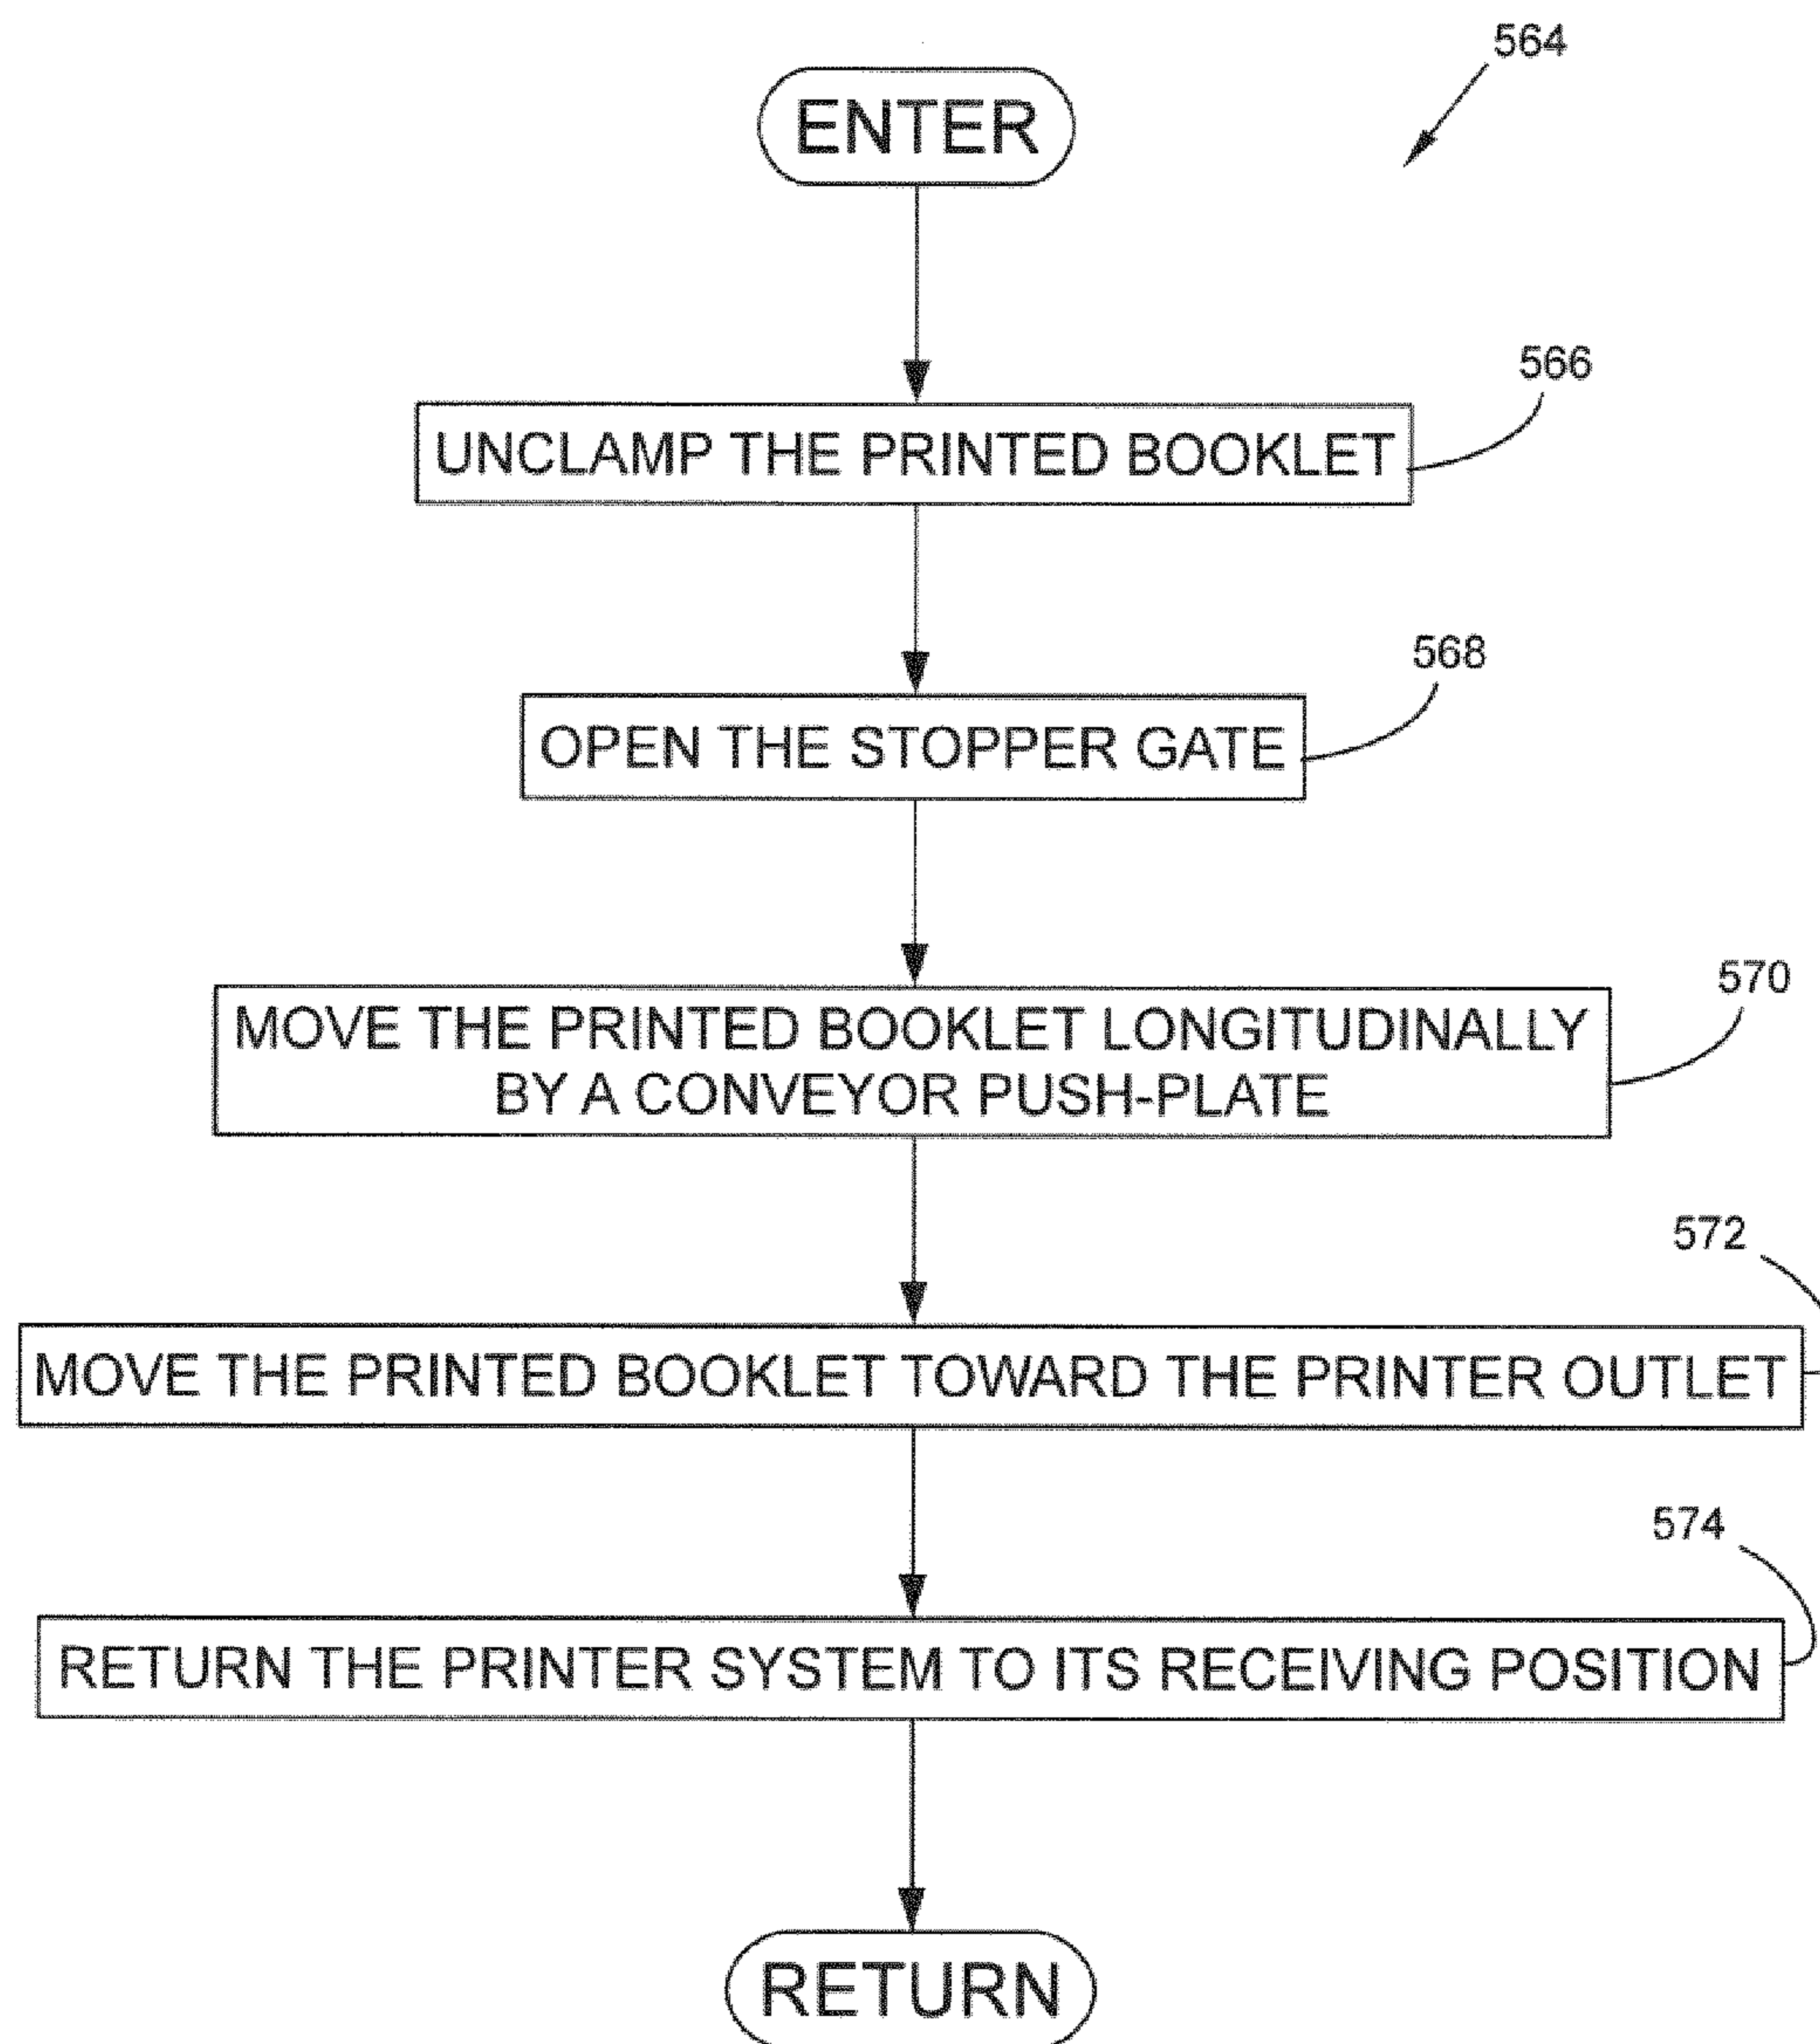 564
ENTER
566
UNCLAMP THE PRINTED BOOKLET
568
OPEN THE STOPPER GATE
570
MOVE THE PRINTED BOOKLET LONGITUDINALLY
BY A CONVEYOR PUSH-PLATE
572
MOVE THE PRINTED BOOKLET TOWARD THE PRINTER OUTLET
574
RETURN THE PRINTER SYSTEM TO ITS RECEIVING POSITION
RETURN